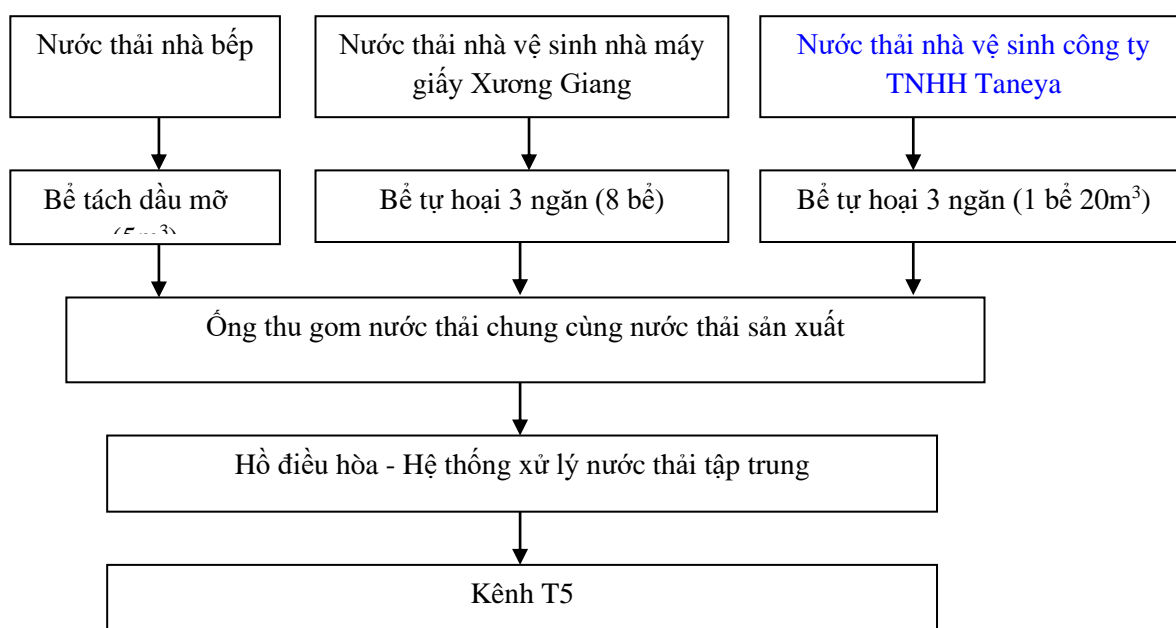 Nước thải nhà bếp
Nước thải nhà vệ sinh nhà máy
giấy Xương Giang
Nước thải nhà vệ sinh công ty
TNHH Taneya
Bể tách dầu mỡ
(5m³)
Bể tự hoại 3 ngăn (8 bể)
Bể tự hoại 3 ngăn (1 bể 20m³)
Ống thu gom nước thải chung cùng nước thải sản xuất
Hồ điều hòa - Hệ thống xử lý nước thải tập trung
Kênh T5